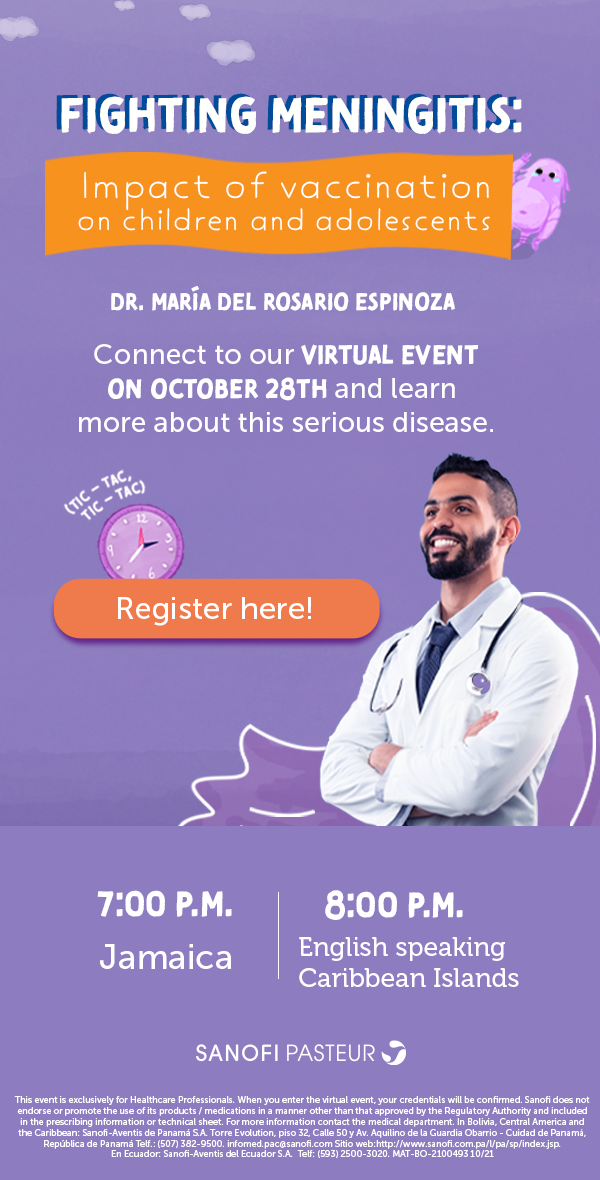 FIGHTING MENINGITIS:
Impact of vaccination
on children and adolescents
DR. MARÍA DEL ROSARIO ESPINOZA
Connect to our VIRTUAL EVENT
ON OCTOBER 28TH and learn
more about this serious disease.
(TIC – TAC,
TIC – TAC)
12
3
6
9
Register here!
7:00 P.M.
Jamaica
8:00 P.M.
English speaking
Caribbean Islands
SANOFI PASTEUR
This event is exclusively for Healthcare Professionals. When you enter the virtual event, your credentials will be confirmed. Sanofi does not
endorse or promote the use of its products / medications in a manner other than that approved by the Regulatory Authority and included
in the prescribing information or technical sheet. For more information contact the medical department. In Bolivia, Central America and
the Caribbean: Sanofi-Aventis de Panamá S.A. Torre Evolution, piso 32, Calle 50 y Av. Aquilino de la Guardia Obarrio - Cuidad de Panamá,
República de Panamá Telf.: (507) 382-9500. infomed.pac@sanofi.com Sitio web:http://www.sanofi.com.pa/l/pa/sp/index.jsp.
En Ecuador: Sanofi-Aventis del Ecuador S.A. Telf: (593) 2500-3020. MAT-BO-2100493 10/21